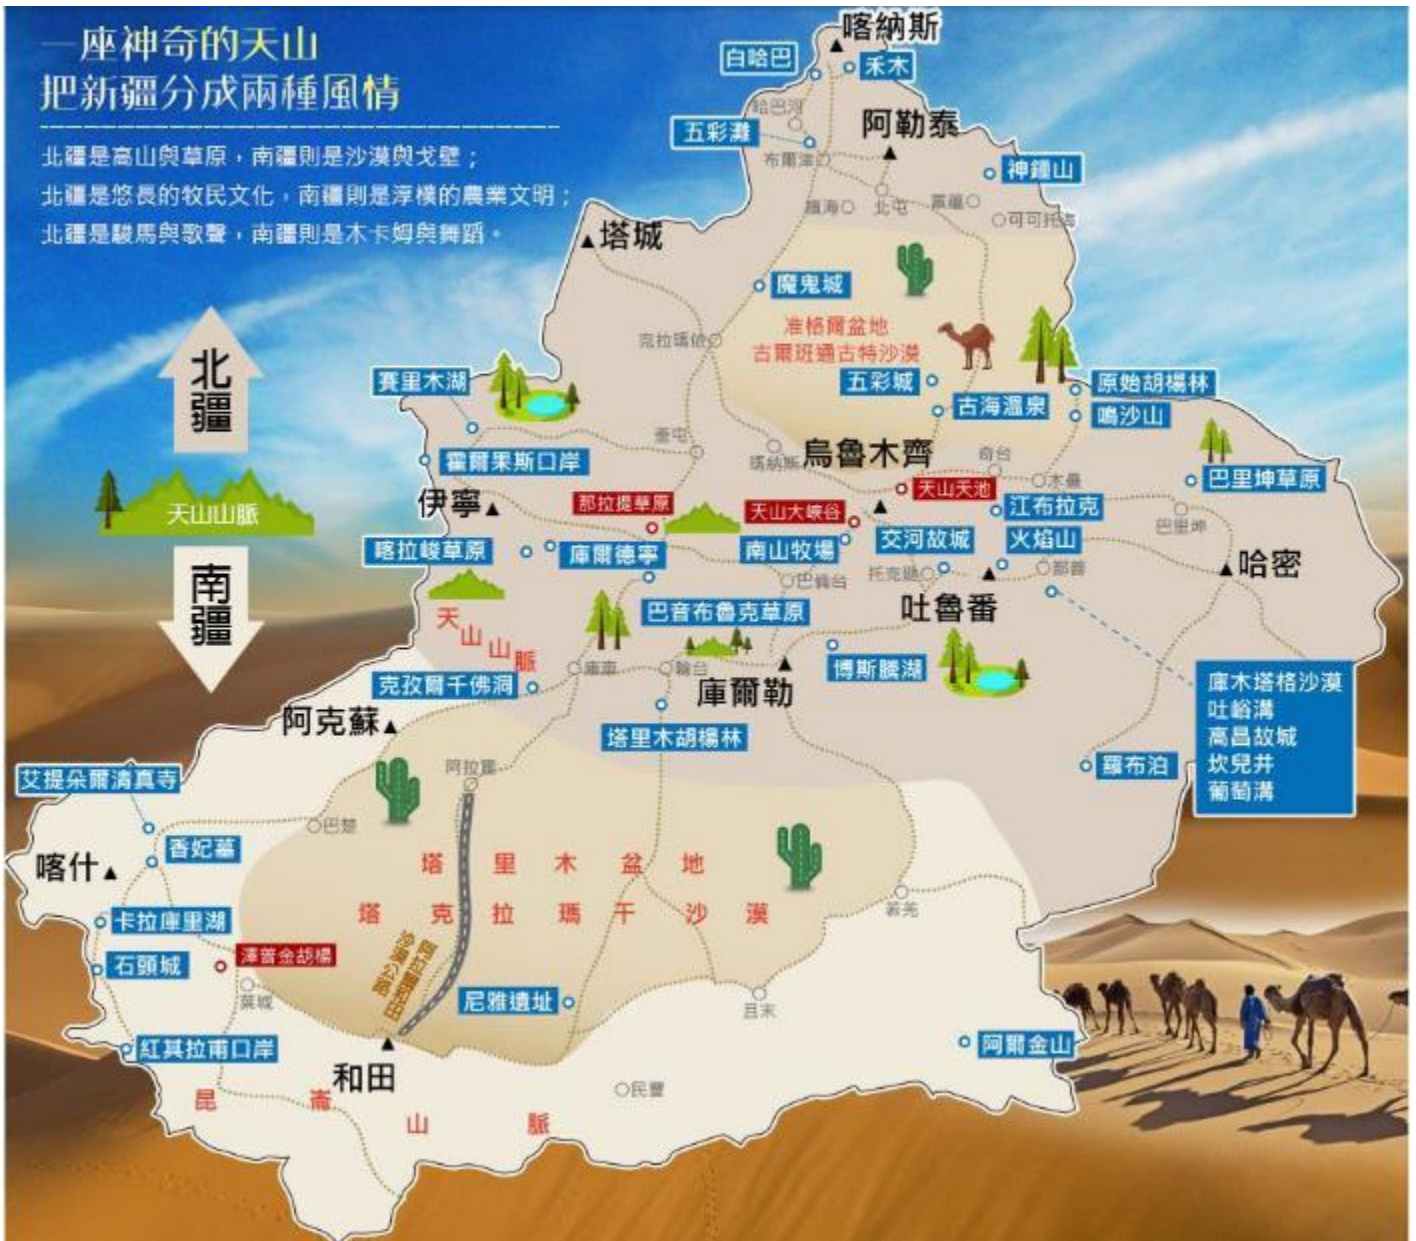 一座神奇的天山
把新疆分成兩種風情
北疆是高山與草原，南疆則是沙漠與戈壁；
北疆是悠長的牧民文化，南疆則是淳樸的農業文明；
北疆是駿馬與歌聲，南疆則是木卡姆與舞蹈。
北疆
天山山脈
南疆
喀納斯
白哈巴
禾木
哈巴河
五彩灘
阿勒泰
布爾津
神鐘山
福海
北屯
富蘊
可可托海
塔城
魔鬼城
准格爾盆地
古爾班通古特沙漠
克拉瑪依
賽里木湖
五彩城
原始胡楊林
古海溫泉
鳴沙山
奎屯
瑪納斯
烏魯木齊
奇台
霍爾果斯口岸
天山天池
木壘
巴里坤草原
伊寧
那拉提草原
天山大峽谷
江布拉克
巴里坤
喀拉峻草原
庫爾德寧
南山牧場
交河故城
火焰山
托克遜
鄯善
哈密
巴倫台
巴音布魯克草原
吐魯番
天山山脈
克孜爾千佛洞
庫車
輪台
庫爾勒
博斯騰湖
庫木塔格沙漠
吐峪溝
高昌故城
坎兒井
葡萄溝
阿克蘇
塔里木胡楊林
羅布泊
阿拉爾
艾提朵爾清真寺
巴楚
香妃墓
喀什
塔里木盆地
塔克拉瑪干沙漠
若羌
卡拉庫里湖
石頭城
澤普金胡楊
阿拉爾和田
沙漠公路
葉城
尼雅遺址
且末
紅其拉甫口岸
和田
阿爾金山
民豐
昆崙山脈